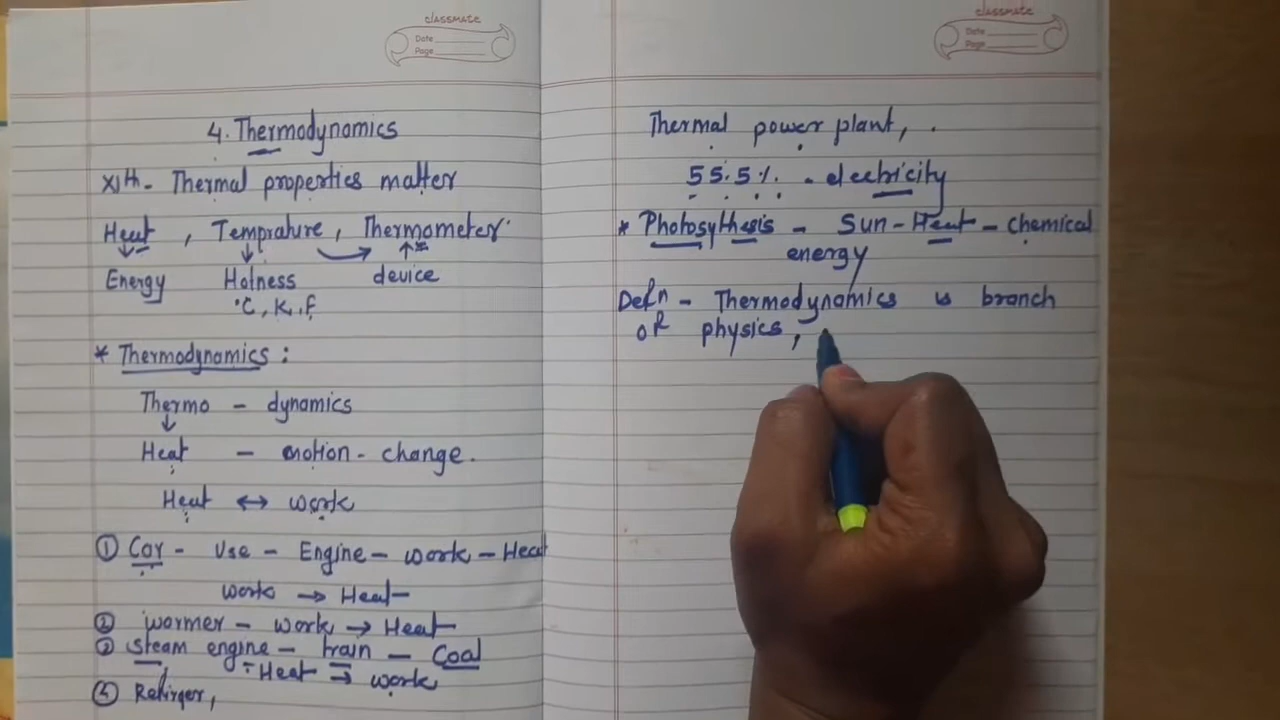 classmate
Date
Page
4. Thermodynamics
XIth - Thermal properties matter
Heat , Temprature , Thermometer.
Energy Hotness device
°C, K, F
* Thermodynamics :
Thermo - dynamics
Heat - motion - change.
Heat ↔ work
① Car - Use - Engine - work - Heat
work → Heat
② warmer - work → Heat
③ Steam engine - train - Coal
- Heat → work
④ Refirger,
classmate
Date
Page
Thermal power plant, .
55.5% - electricity
* Photosythesis - Sun - Heat - chemical
energy
Defn - Thermodynamics is branch
of physics,